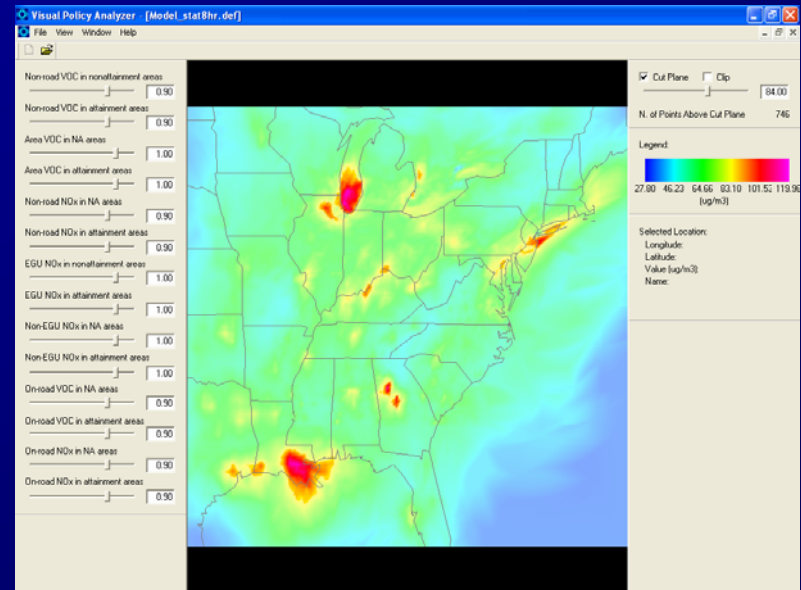 Visual Policy Analyzer - [Model_stat8hr.def]
File View Window Help
Non-road VOC in nonattainment areas
0.90
Non-road VOC in attainment areas
0.90
Area VOC in NA areas
1.00
Area VOC in attainment areas
1.00
Non-road NOx in NA areas
0.90
Non-road NOx in attainment areas
0.90
EGU NOx in nonattainment areas
1.00
EGU NOx in attainment areas
1.00
Non-EGU NOx in NA areas
1.00
Non-EGU NOx in attainment areas
1.00
On-road VOC in NA areas
0.90
On-road VOC in attainment areas
0.90
On-road NOx in NA areas
0.90
On-road NOx in attainment areas
0.90
Cut Plane Clip
84.00
N. of Points Above Cut Plane 746
Legend:
27.80 46.23 64.66 83.10 101.53 119.96
(ug/m3)
Selected Location:
Longitude:
Latitude:
Value (ug/m3):
Name: